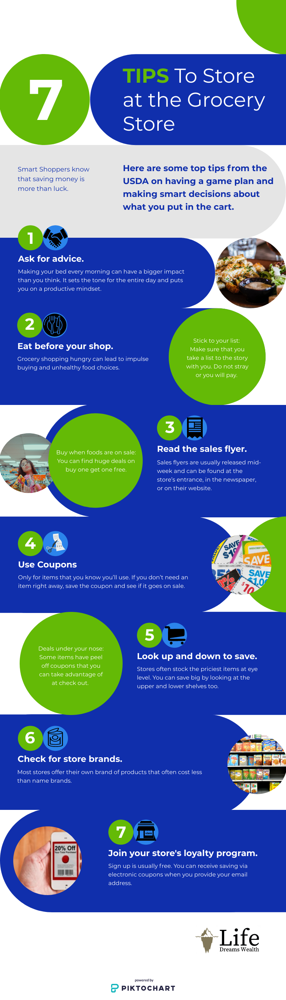 7
TIPS To Store
at the Grocery
Store
Smart Shoppers know
that saving money is
more than luck.
Here are some top tips from the
USDA on having a game plan and
making smart decisions about
what you put in the cart.
1
Ask for advice.
Making your bed every morning can have a bigger impact
than you think. It sets the tone for the entire day and puts
you on a productive mindset.
2
Eat before your shop.
Grocery shopping hungry can lead to impulse
buying and unhealthy food choices.
Stick to your list:
Make sure that you
take a list to the story
with you. Do not stray
or you will pay.
Buy when foods are on sale:
You can find huge deals on
buy one get one free.
3
Read the sales flyer.
Sales flyers are usually released mid-
week and can be found at the
store's entrance, in the newspaper,
or on their website.
4
Use Coupons
Only for items that you know you'll use. If you don't need an
item right away, save the coupon and see if it goes on sale.
SAVE
SAVE
SAVE
$10
Deals under your nose:
Some items have peel
off coupons that you
can take advantage of
at check out.
5
Look up and down to save.
Stores often stock the priciest items at eye
level. You can save big by looking at the
upper and lower shelves too.
6
Check for store brands.
Most stores offer their own brand of products that often cost less
than name brands.
Life
Life
20% Off
Your Total Purchase!
7
store
Join your store's loyalty program.
Sign up is usually free. You can receive saving via
electronic coupons when you provide your email
address.
Life
Dreams Wealth
powered by
PIKTOCHART